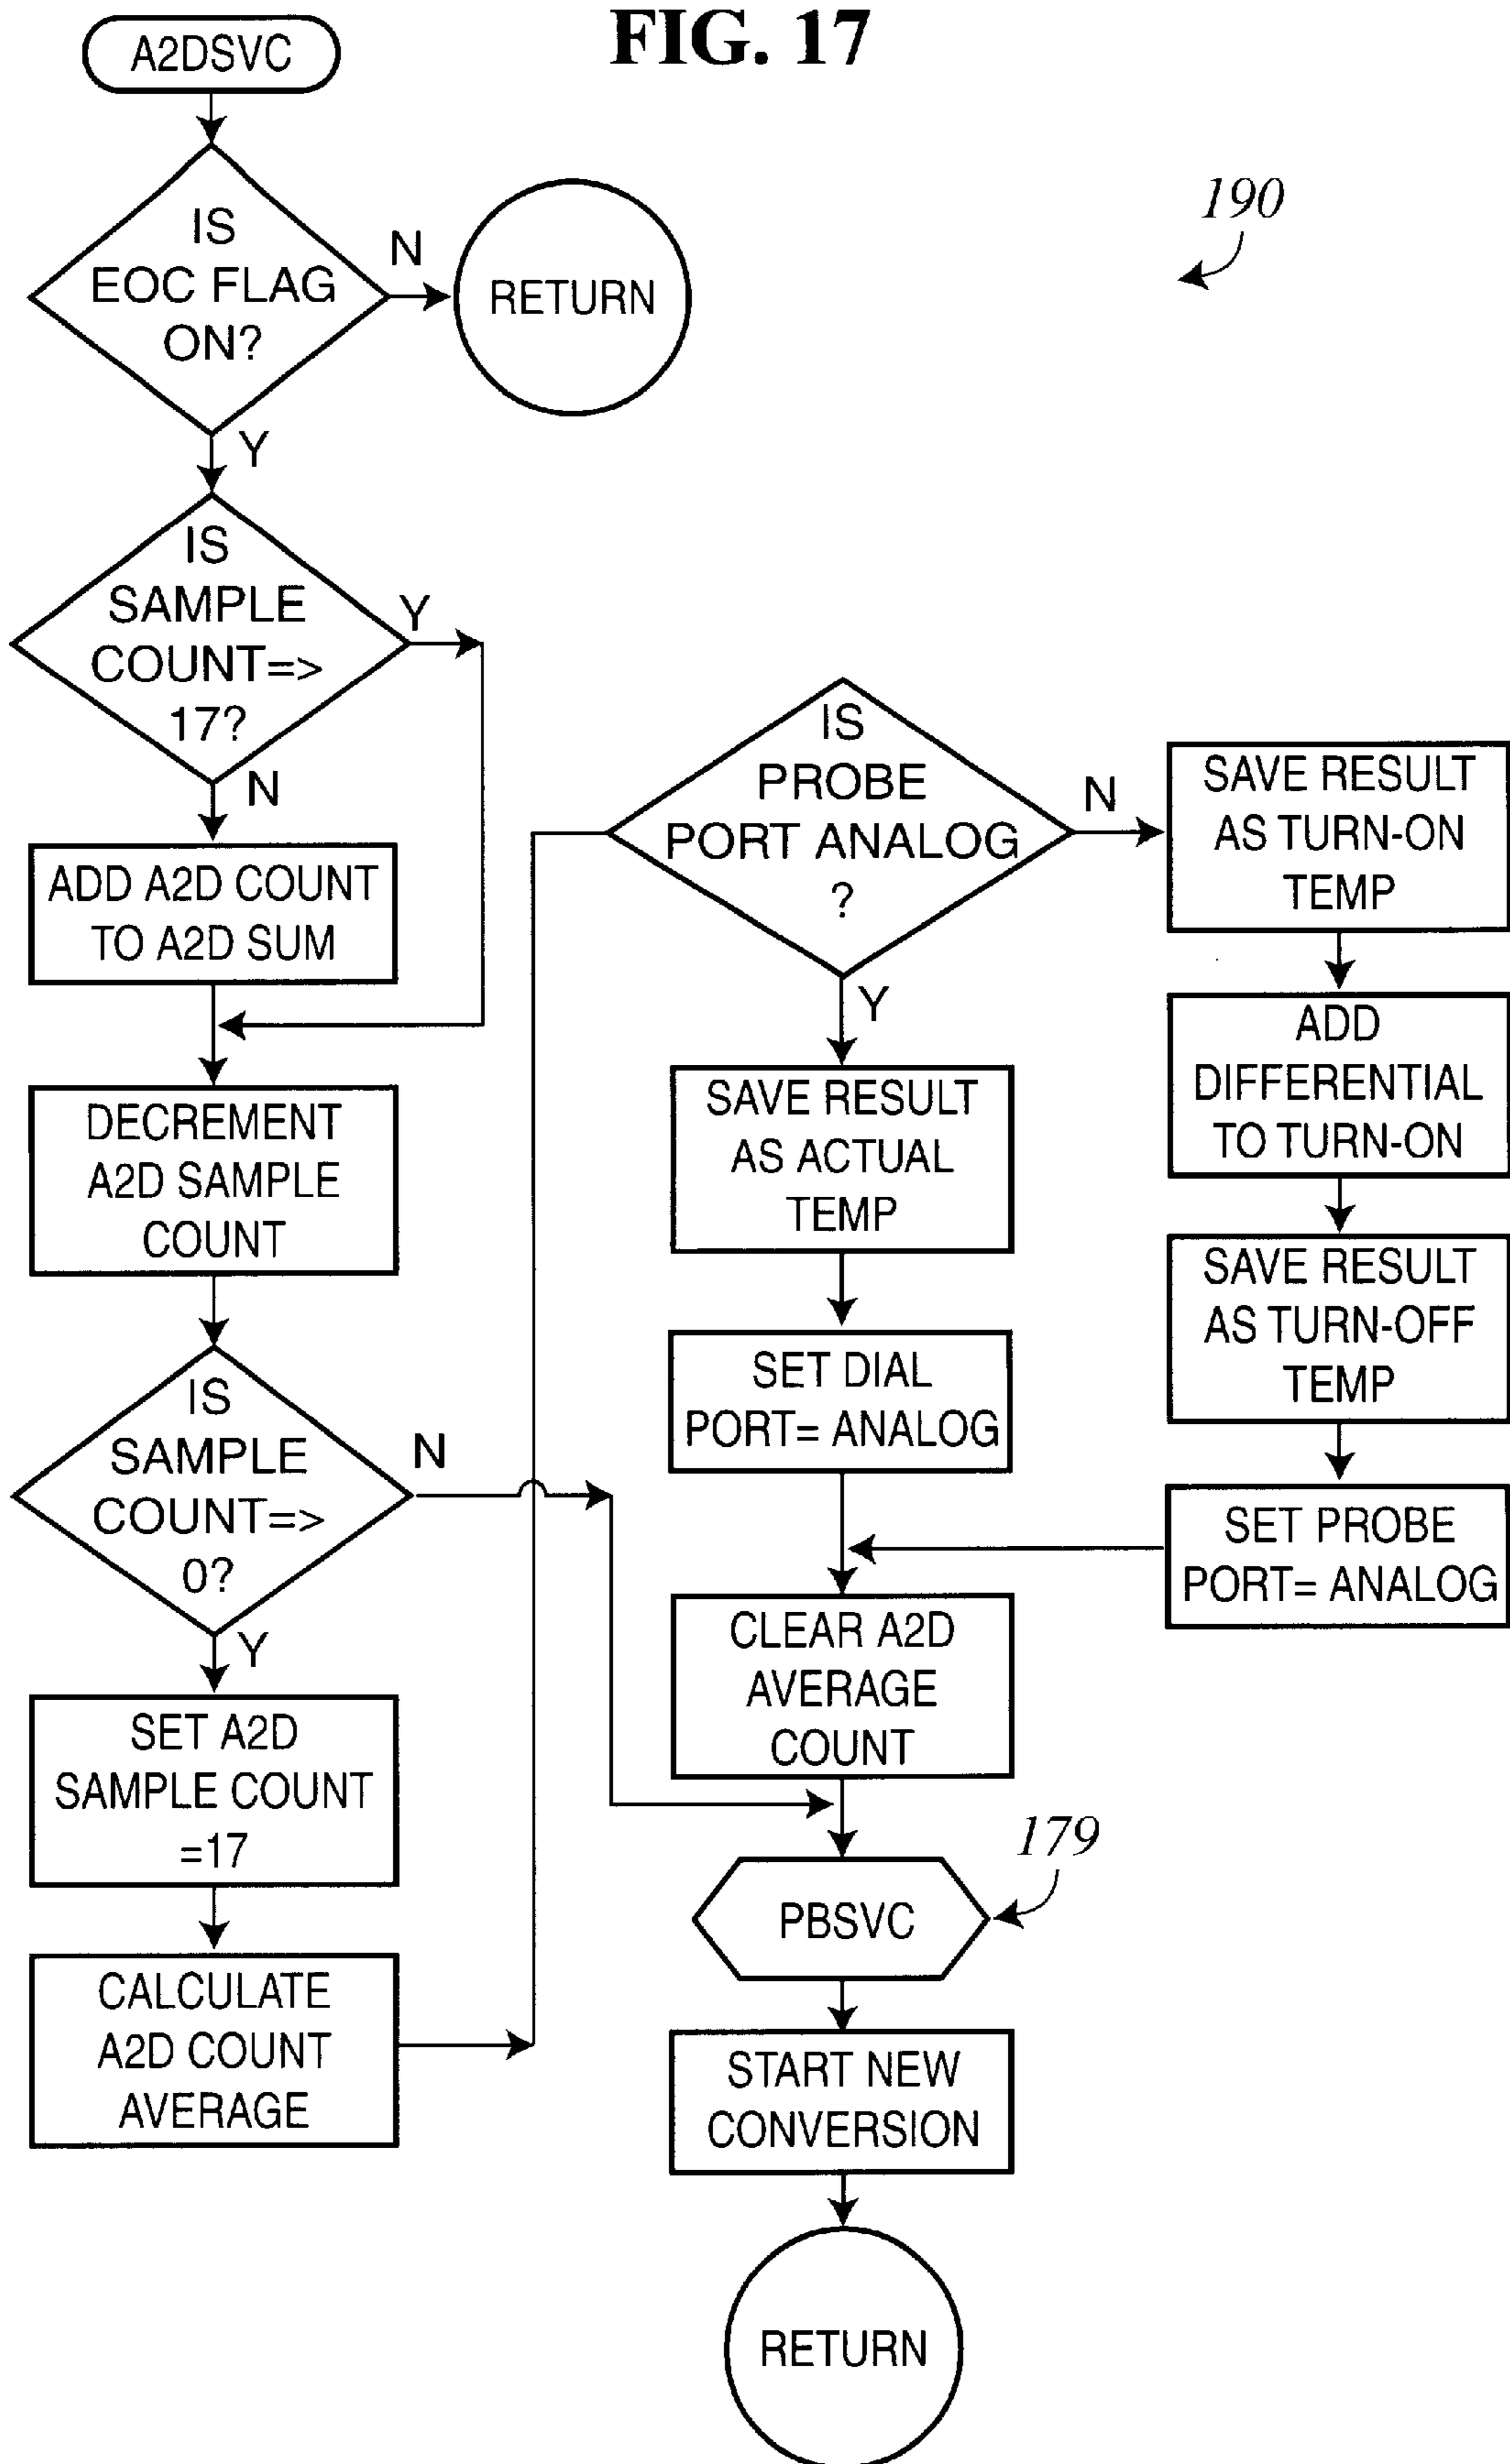 FIG. 17
A2DSVC
190
IS
EOC FLAG
ON?
N
RETURN
Y
IS
SAMPLE
COUNT=>
17?
Y
N
ADD A2D COUNT
TO A2D SUM
DECREMENT
A2D SAMPLE
COUNT
IS
SAMPLE
COUNT=>
0?
N
Y
SET A2D
SAMPLE COUNT
=17
CALCULATE
A2D COUNT
AVERAGE
IS
PROBE
PORT ANALOG
?
N
Y
SAVE RESULT
AS ACTUAL
TEMP
SET DIAL
PORT= ANALOG
SAVE RESULT
AS TURN-ON
TEMP
ADD
DIFFERENTIAL
TO TURN-ON
SAVE RESULT
AS TURN-OFF
TEMP
SET PROBE
PORT= ANALOG
CLEAR A2D
AVERAGE
COUNT
179
PBSVC
START NEW
CONVERSION
RETURN